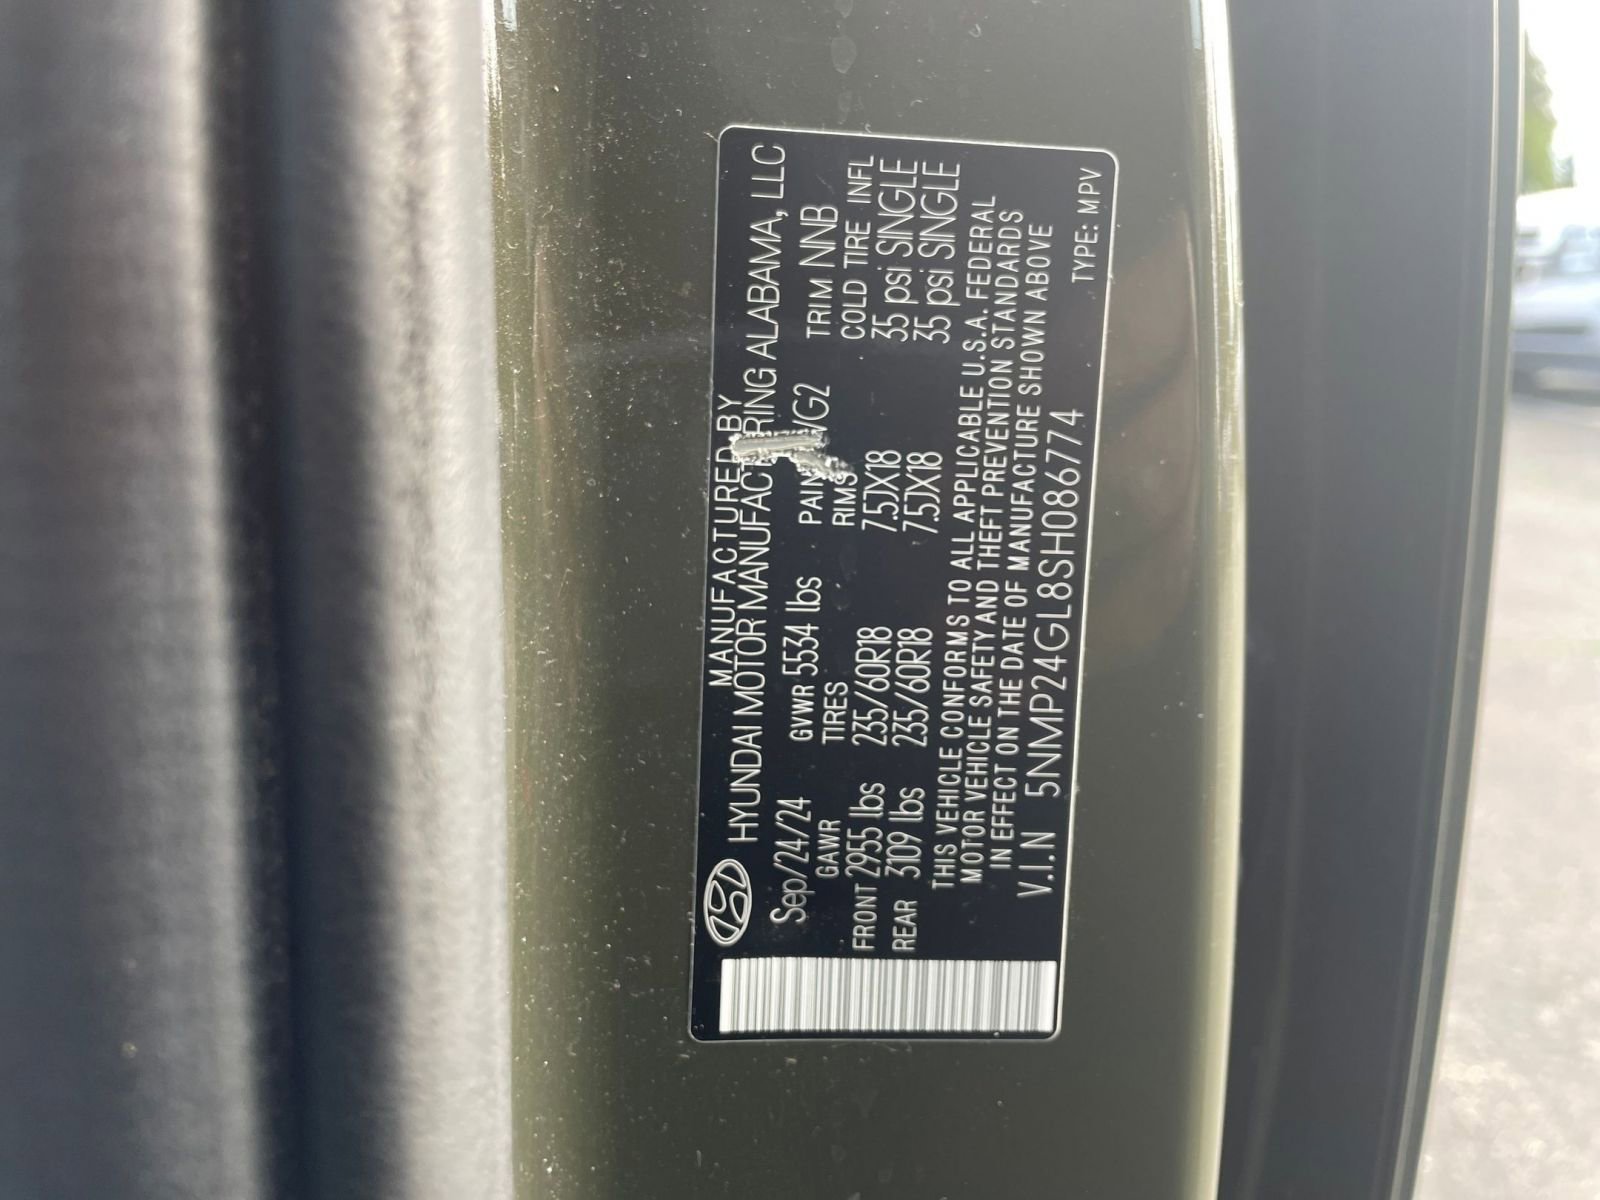 MANUFACTURED BY
HYUNDAI MOTOR MANUFACTURING ALABAMA, LLC
Sep/24/24 GVWR 5534 lbs TRIM NNB
GAWR TIRES RIMS COLD TIRE INFL
FRONT 2955 lbs 235/60R18 7.5JX18 35 psi SINGLE
REAR 3109 lbs 235/60R18 7.5JX18 35 psi SINGLE
THIS VEHICLE CONFORMS TO ALL APPLICABLE U.S.A. FEDERAL
MOTOR VEHICLE SAFETY AND THEFT PREVENTION STANDARDS
IN EFFECT ON THE DATE OF MANUFACTURE SHOWN ABOVE
V.I.N 5NMP24GL8SH086774 TYPE: MPV